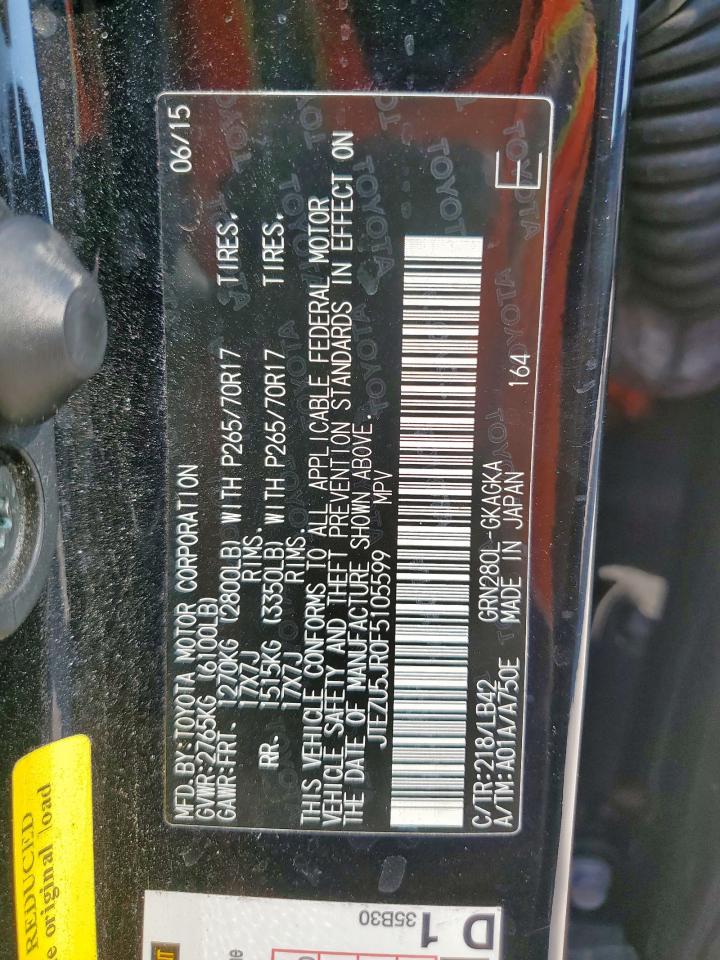 MFD. BY:TOYOTA MOTOR CORPORATION 06/15
GVWR:2765KG (6100LB)
GAWR:FRT. 1270KG (2800LB) WITH P265/70R17 TIRES,
17X7J RIMS.
RR. 1515KG (3350LB) WITH P265/70R17 TIRES,
17X7J RIMS.
THIS VEHICLE CONFORMS TO ALL APPLICABLE FEDERAL MOTOR
VEHICLE SAFETY AND THEFT PREVENTION STANDARDS IN EFFECT ON
THE DATE OF MANUFACTURE SHOWN ABOVE.
JTEZU5JR0F5105599 MPV
C/TR:218/LB42 GRN280L-GKAGKA
A/TM:A01A/A750E MADE IN JAPAN 164
TOYOTA
REDUCED
original load
35B30
D 1